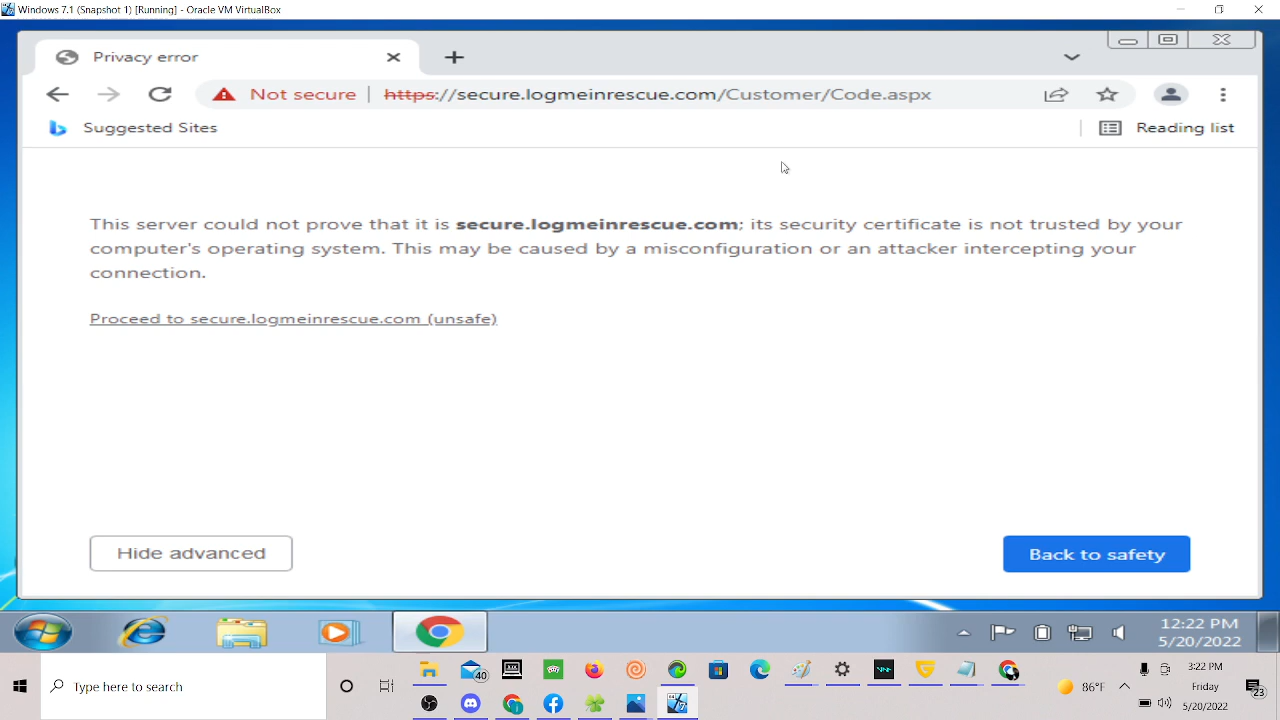 Windows 7.1 (Snapshot 1) [Running] - Oracle VM VirtualBox
Privacy error
Not secure | https://secure.logmeinrescue.com/Customer/Code.aspx
Suggested Sites
Reading list
This server could not prove that it is secure.logmeinrescue.com; its security certificate is not trusted by your
computer's operating system. This may be caused by a misconfiguration or an attacker intercepting your
connection.
Proceed to secure.logmeinrescue.com (unsafe)
Hide advanced
Back to safety
12:22 PM
5/20/2022
Type here to search
40
86°F
3:22 PM
Friday
5/20/2022
23